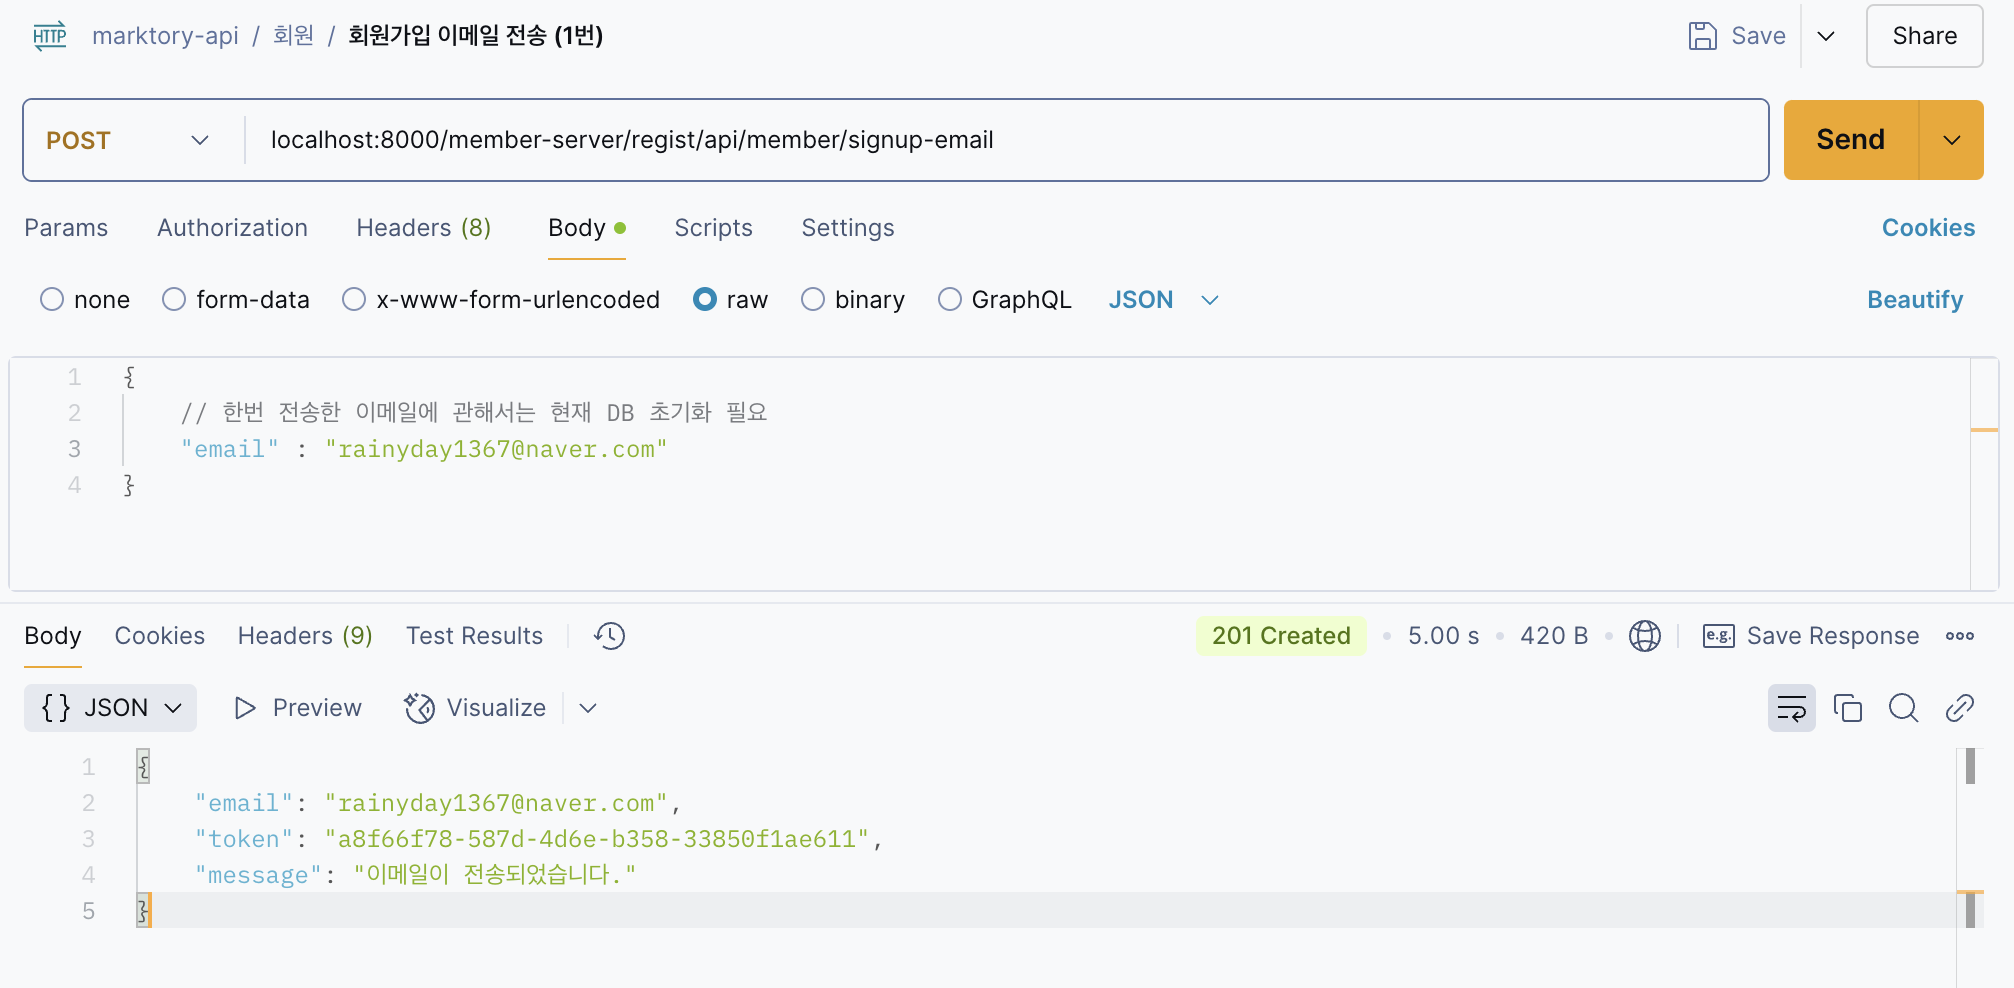 HTTP marktory-api / 회원 / 회원가입 이메일 전송 (1번) Save Share
POST localhost:8000/member-server/regist/api/member/signup-email Send
Params Authorization Headers (8) Body Scripts Settings Cookies
none form-data x-www-form-urlencoded raw binary GraphQL JSON Beautify
1 {
2 // 한번 전송한 이메일에 관해서는 현재 DB 초기화 필요
3 "email" : "rainyday1367@naver.com"
4 }
Body Cookies Headers (9) Test Results 201 Created • 5.00 s • 420 B • e.g. Save Response
{} JSON Preview Visualize
1 {
2 "email": "rainyday1367@naver.com",
3 "token": "a8f66f78-587d-4d6e-b358-33850f1ae611",
4 "message": "이메일이 전송되었습니다."
5 }